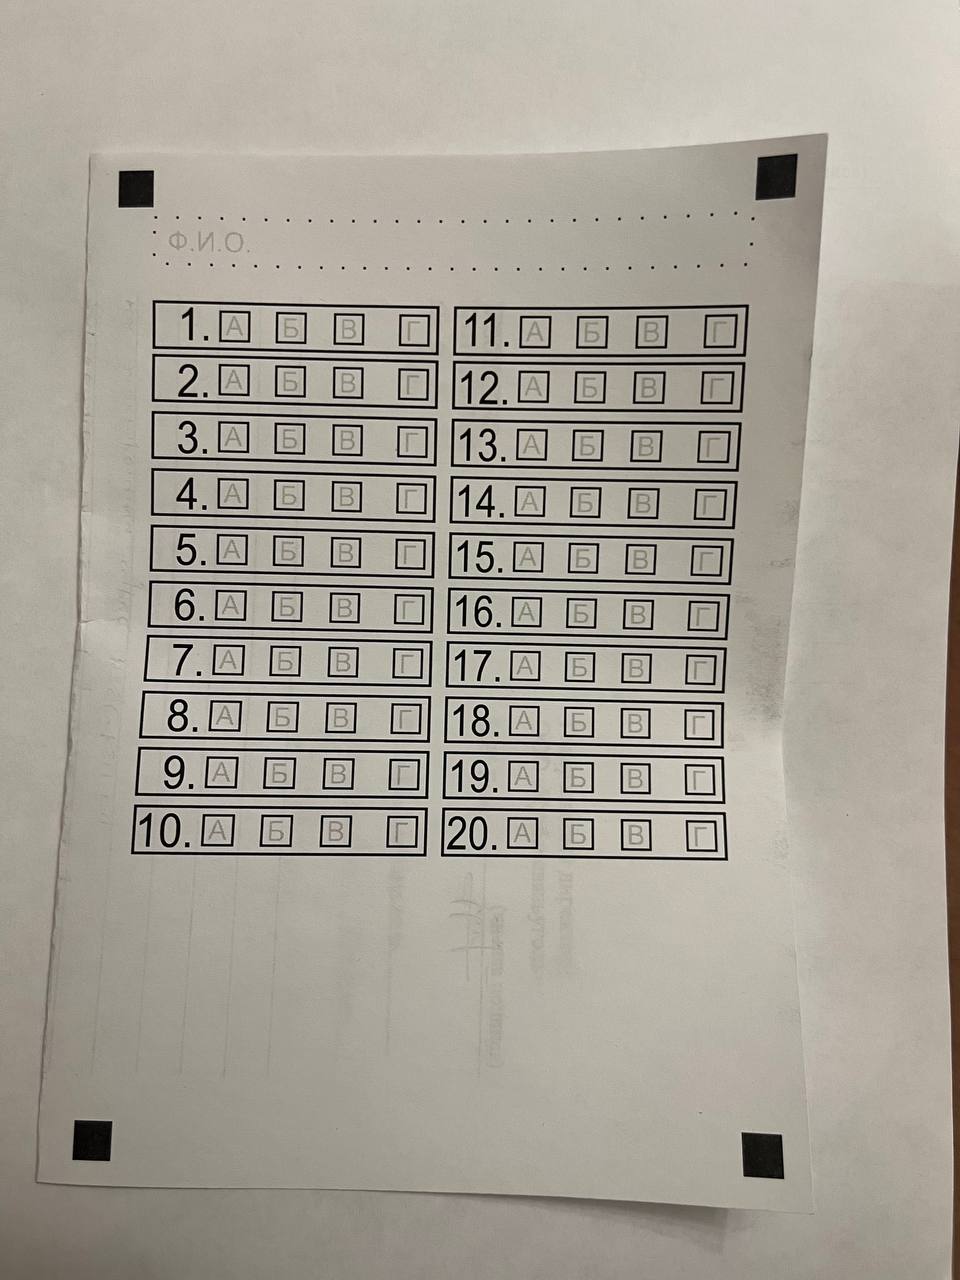 Ф.И.О.
1. А Б В Г
2. А Б В Г
3. А Б В Г
4. А Б В Г
5. А Б В Г
6. А Б В Г
7. А Б В Г
8. А Б В Г
9. А Б В Г
10. А Б В Г
11. А Б В Г
12. А Б В Г
13. А Б В Г
14. А Б В Г
15. А Б В Г
16. А Б В Г
17. А Б В Г
18. А Б В Г
19. А Б В Г
20. А Б В Г